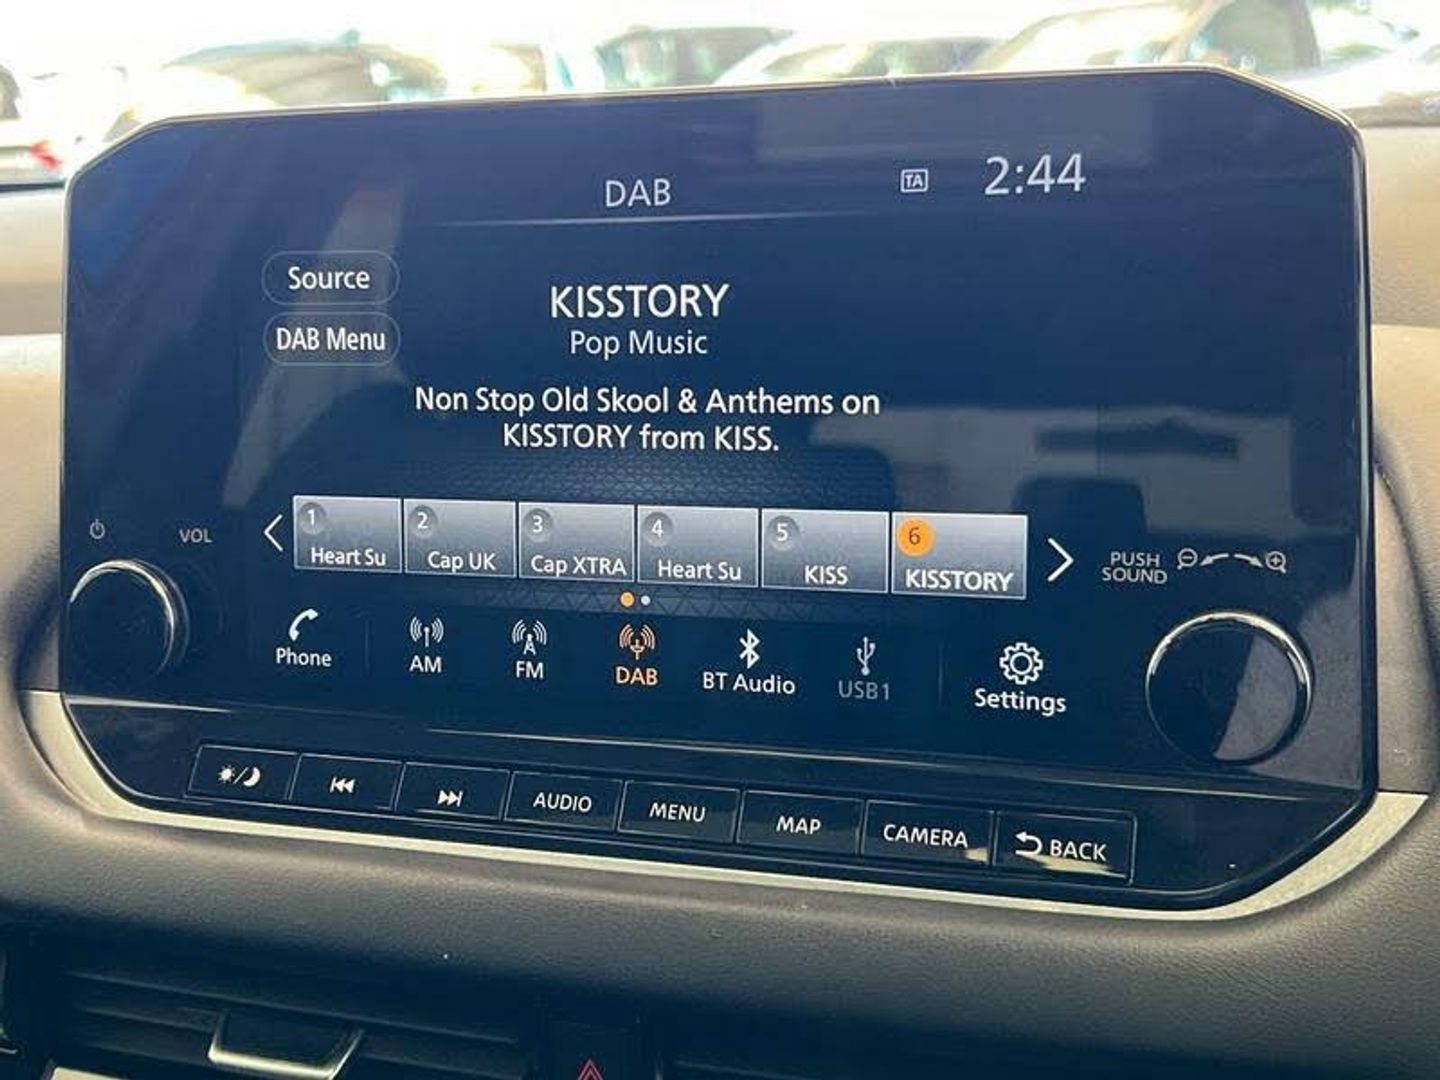 DAB
TA
2:44
Source
DAB Menu
KISSTORY
Pop Music
Non Stop Old Skool & Anthems on
KISSTORY from KISS.
1 Heart Su
2 Cap UK
3 Cap XTRA
4 Heart Su
5 KISS
6 KISSTORY
VOL
PUSH
SOUND
Phone
AM
FM
DAB
BT Audio
USB1
Settings
AUDIO
MENU
MAP
CAMERA
BACK